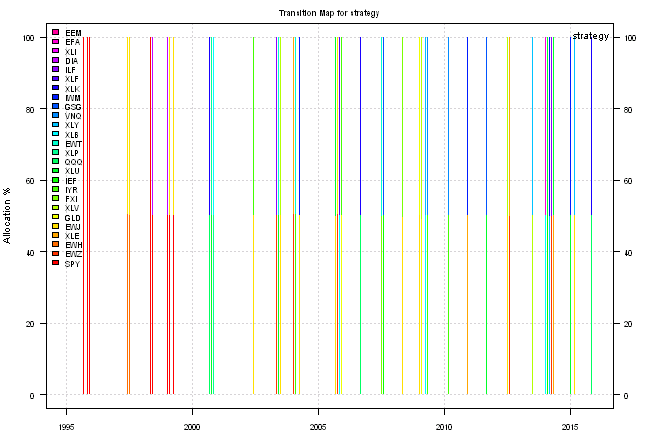 Transition Map for strategy
strategy
Allocation %
100
80
60
40
20
0
EEM
EFA
XLI
DIA
ILF
XLF
XLK
IWM
GSG
VNQ
XLY
XLB
EWT
XLP
QQQ
XLU
IEF
IYR
FXI
XLV
GLD
EWJ
XLE
EWH
EWZ
SPY
100
80
60
40
20
0
1995
2000
2005
2010
2015